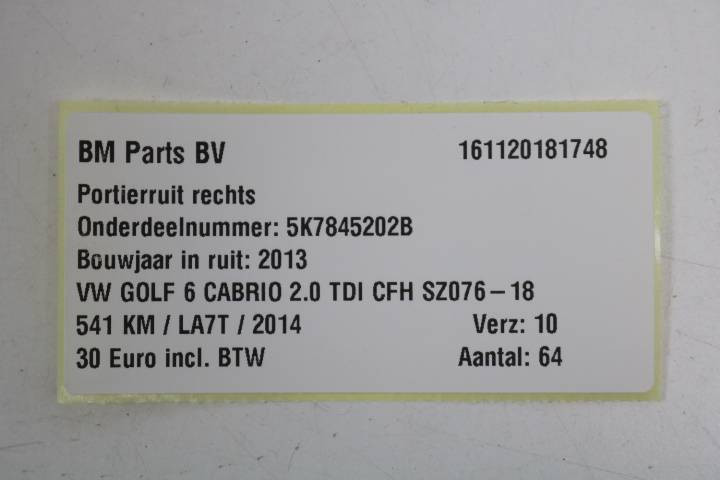 BM Parts BV 161120181748
Portierruit rechts
Onderdeelnummer: 5K7845202B
Bouwjaar in ruit: 2013
VW GOLF 6 CABRIO 2.0 TDI CFH SZ076-18
541 KM / LA7T / 2014 Verz: 10
30 Euro incl. BTW Aantal: 64